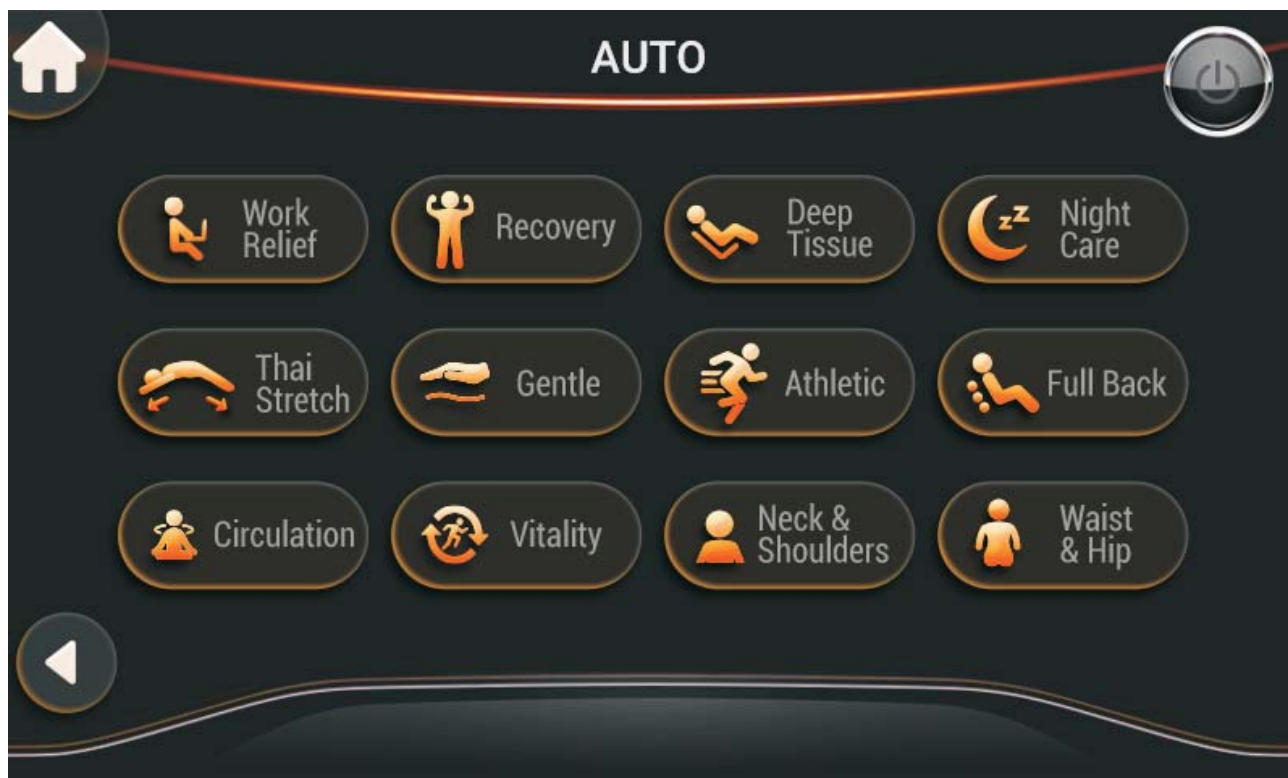 AUTO
Work
Relief
Recovery
Deep
Tissue
zZ
Night
Care
Thai
Stretch
Gentle
Athletic
Full Back
Circulation
Vitality
Neck &
Shoulders
Waist
& Hip